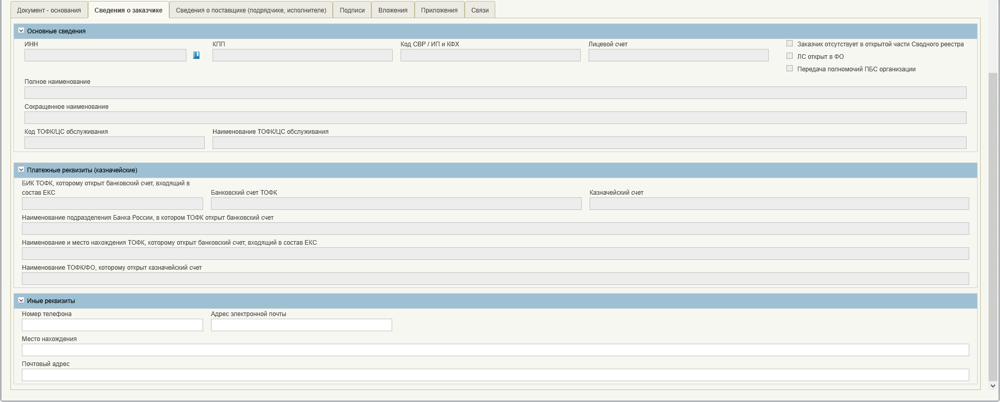 Документ - основания
Сведения о заказчике
Сведения о поставщике (подрядчике, исполнителе)
Подписи
Вложения
Приложения
Связи
Основные сведения
ИНН
КПП
Код СВР / ИП и КФХ
Лицевой счет
Заказчик отсутствует в открытой части Сводного реестра
ЛС открыт в ФО
Передача полномочий ПБС организации
Полное наименование
Сокращенное наименование
Код ТОФК/ЦС обслуживания
Наименование ТОФК/ЦС обслуживания
Платежные реквизиты (казначейские)
БИК ТОФК, которому открыт банковский счет, входящий в
состав ЕКС
Банковский счет ТОФК
Казначейский счет
Наименование подразделения Банка России, в котором ТОФК открыт банковский счет
Наименование и место нахождения ТОФК, которому открыт банковский счет, входящий в состав ЕКС
Наименование ТОФК/ФО, которому открыт казначейский счет
Иные реквизиты
Номер телефона
Адрес электронной почты
Место нахождения
Почтовый адрес